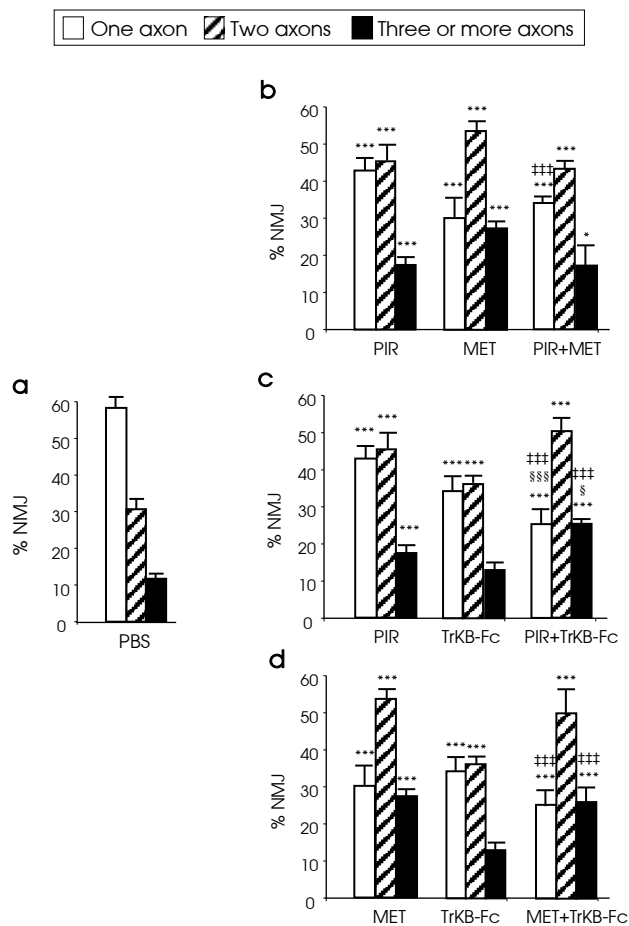 One axon Two axons Three or more axons
b
60
50
40
30
20
10
0
% NMJ
*** *** ***
*** *** ***
‡‡‡
*** *** *
PIR MET PIR+MET
a
60
50
40
30
20
10
0
% NMJ
PBS
c
60
50
40
30
20
10
0
% NMJ
*** *** ***
*** ***
***
‡‡‡ ‡‡‡
§§§ §
*** ***
PIR TrKB-Fc PIR+TrKB-Fc
d
60
50
40
30
20
10
0
% NMJ
*** *** ***
*** ***
***
‡‡‡ ‡‡‡
*** ***
MET TrKB-Fc MET+TrKB-Fc